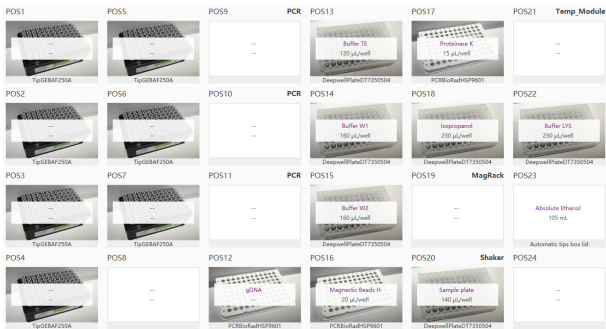 POS1 POS5 POS9 PCR POS13 POS17 POS21 Temp_Module
-- -- -- Buffer TE Proteinase K --
-- -- -- 120 µL/well 15 µL/well --
TipGEBAF250A TipGEBAF250A DeepwellPlateDT7350504 PCRBioRadHSP9601
POS2 POS6 POS10 PCR POS14 POS18 POS22
-- -- -- Buffer W1 Isopropanol Buffer LYS
-- -- -- 160 µL/well 230 µL/well 230 µL/well
TipGEBAF250A TipGEBAF250A DeepwellPlateDT7350504 DeepwellPlateDT7350504 DeepwellPlateDT7350504
POS3 POS7 POS11 PCR POS15 POS19 MagRack POS23
-- -- -- Buffer W2 -- Absolute Ethanol
-- -- -- 160 µL/well -- 105 mL
TipGEBAF250A TipGEBAF250A DeepwellPlateDT7350504 Automatic tips box lid
POS4 POS8 POS12 POS16 POS20 Shaker POS24
-- -- gDNA Magnectic Beads H Sample plate --
-- -- -- 20 µL/well 140 µL/well --
TipGEBAF250A PCRBioRadHSP9601 PCRBioRadHSP9601 DeepwellPlateDT7350504